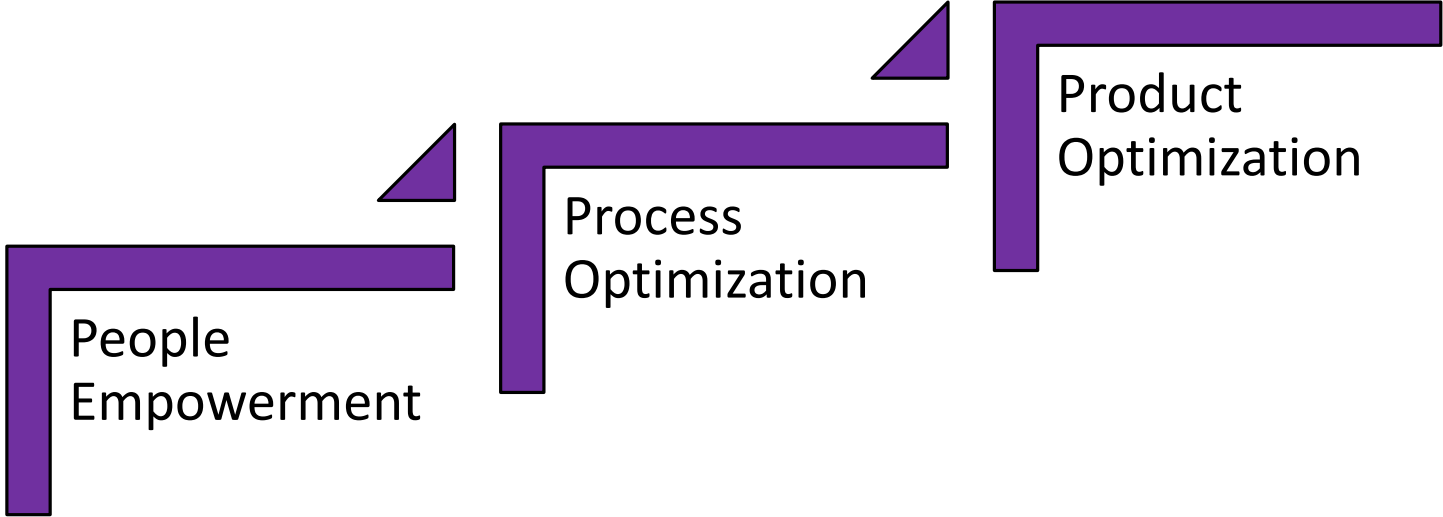 People
Empowerment
Process
Optimization
Product
Optimization